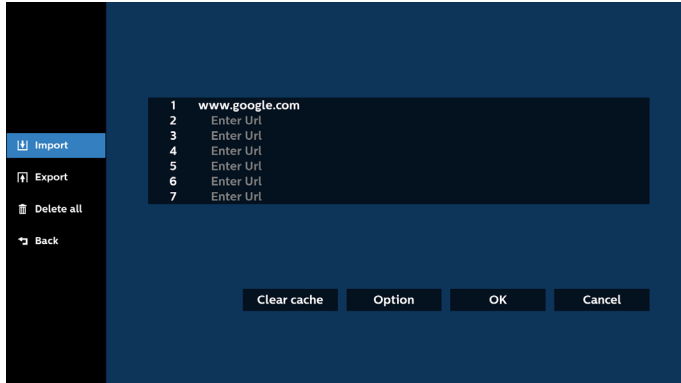 Import
Export
Delete all
Back
1 www.google.com
2 Enter Url
3 Enter Url
4 Enter Url
5 Enter Url
6 Enter Url
7 Enter Url
Clear cache Option OK Cancel